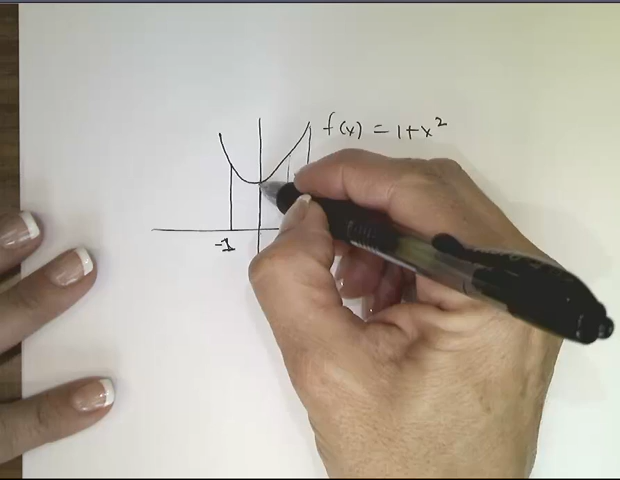 f(x) = 1+x²
-1